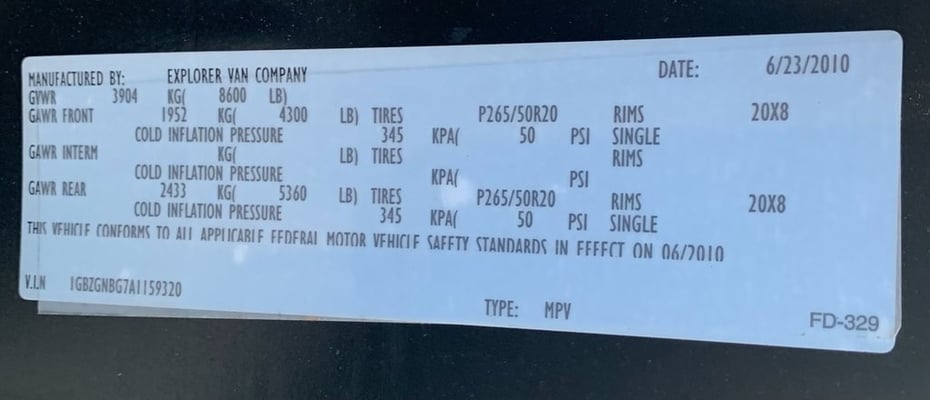 MANUFACTURED BY: EXPLORER VAN COMPANY DATE: 6/23/2010
GVWR 3904 KG( 8600 LB)
GAWR FRONT 1952 KG( 4300 LB) TIRES P265/50R20 RIMS 20X8
COLD INFLATION PRESSURE 345 KPA( 50 PSI SINGLE
GAWR INTERM KG( LB) TIRES RIMS
COLD INFLATION PRESSURE KPA( PSI
GAWR REAR 2433 KG( 5360 LB) TIRES P265/50R20 RIMS 20X8
COLD INFLATION PRESSURE 345 KPA( 50 PSI SINGLE
THIS VEHICLE CONFORMS TO ALL APPLICABLE FEDERAL MOTOR VEHICLE SAFETY STANDARDS IN EFFECT ON 06/2010
V.I.N 1GBZGNBG7A1159320
TYPE: MPV
FD-329